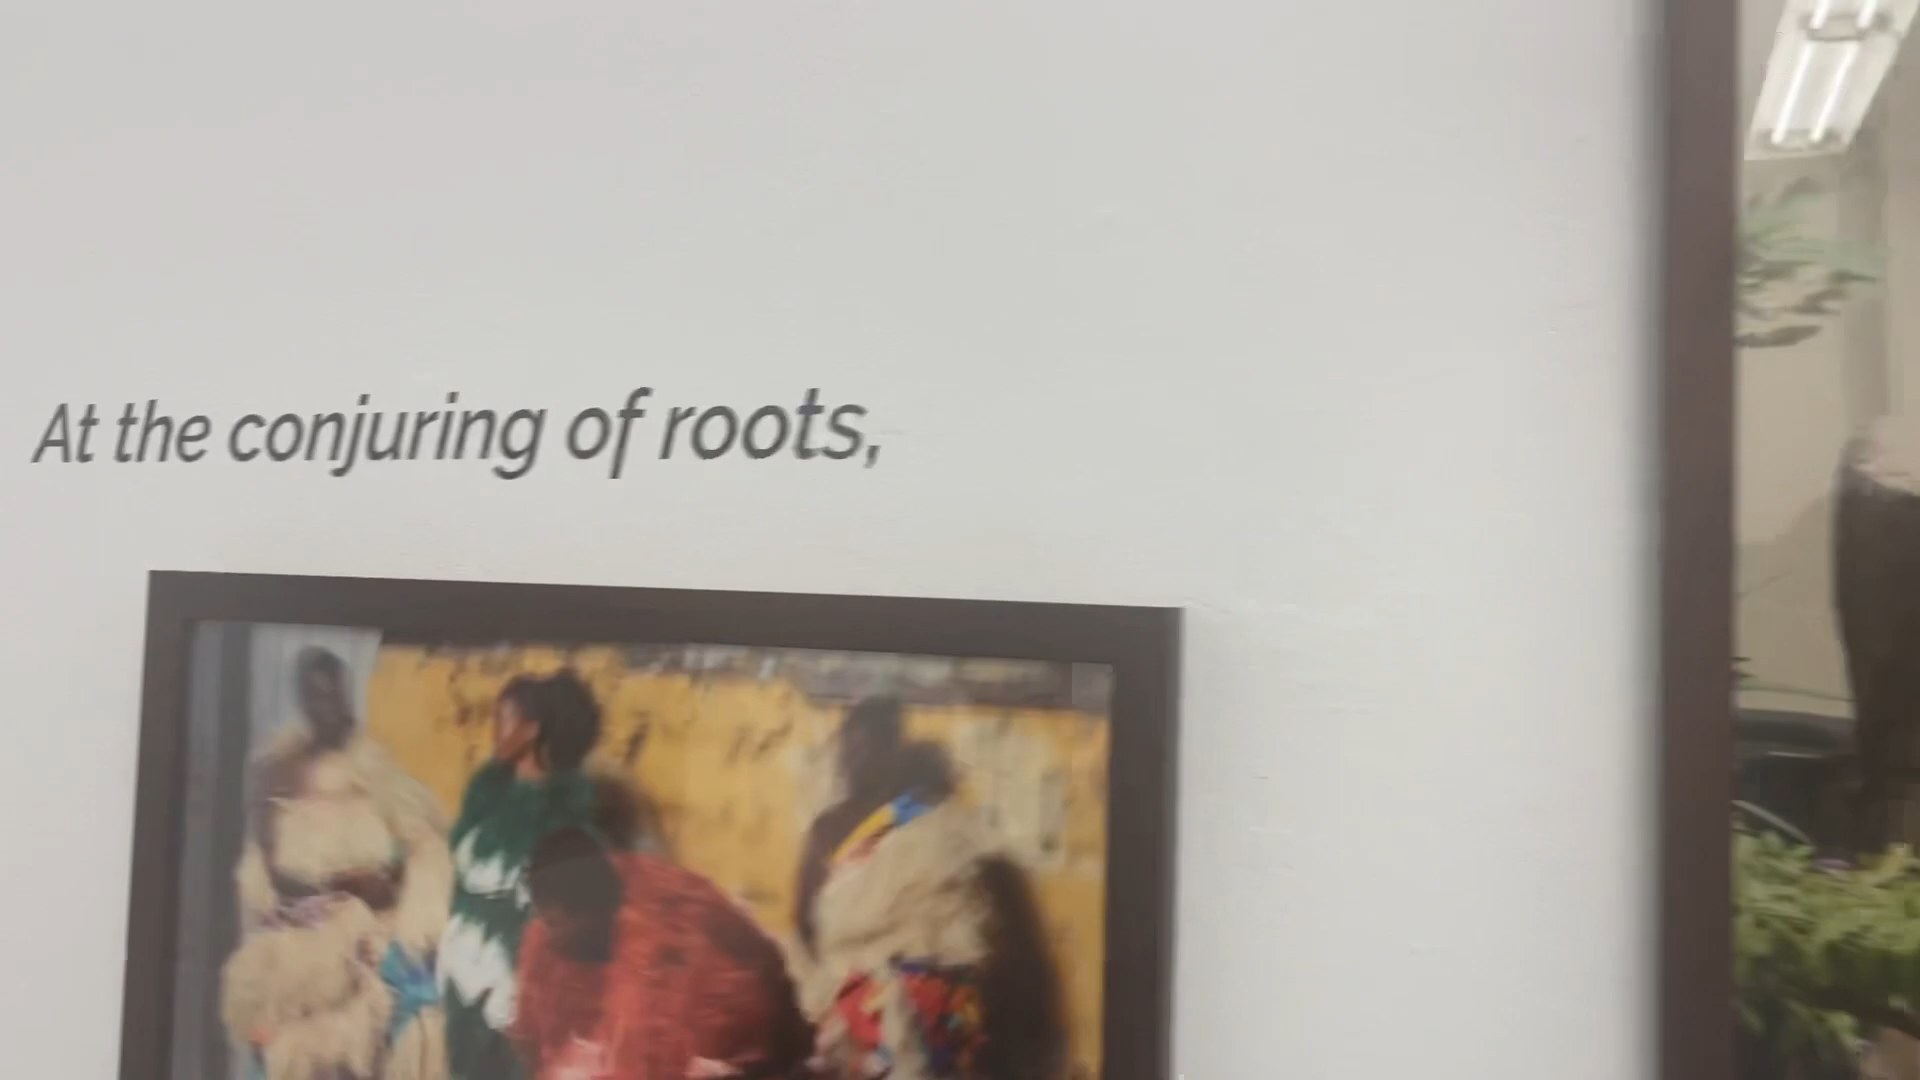 At the conjuring of roots,